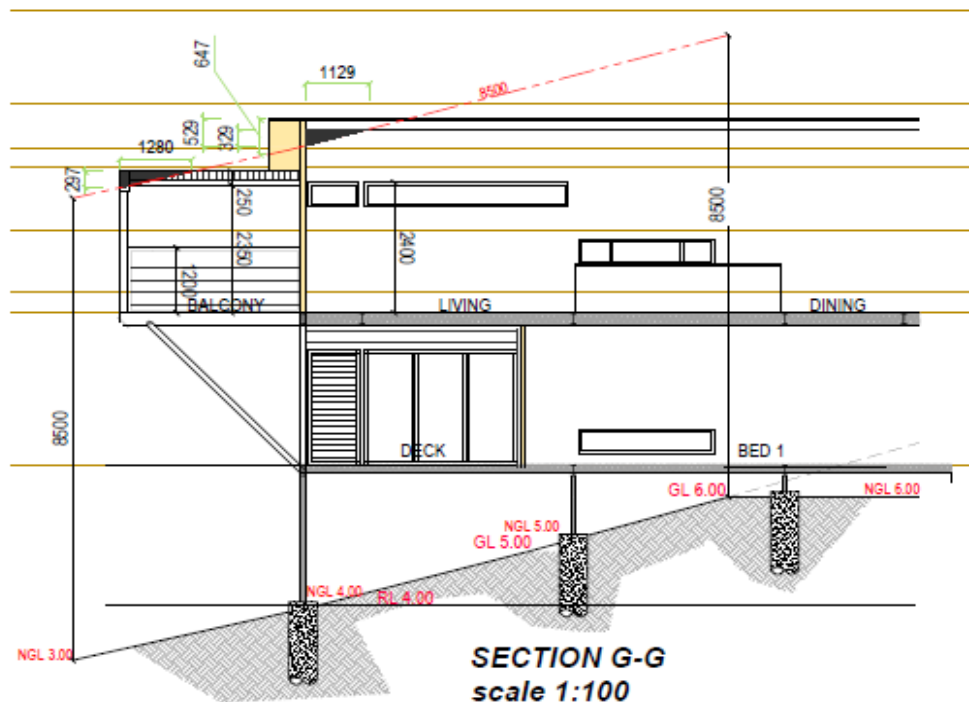 647
1129
8500
529
329
1280
297
250
2350
1200
2400
8500
BALCONY
LIVING
DINING
8500
DECK
BED 1
GL 6.00
NGL 6.00
NGL 5.00
GL 5.00
NGL 4.00
RL 4.00
NGL 3.00
SECTION G-G
scale 1:100